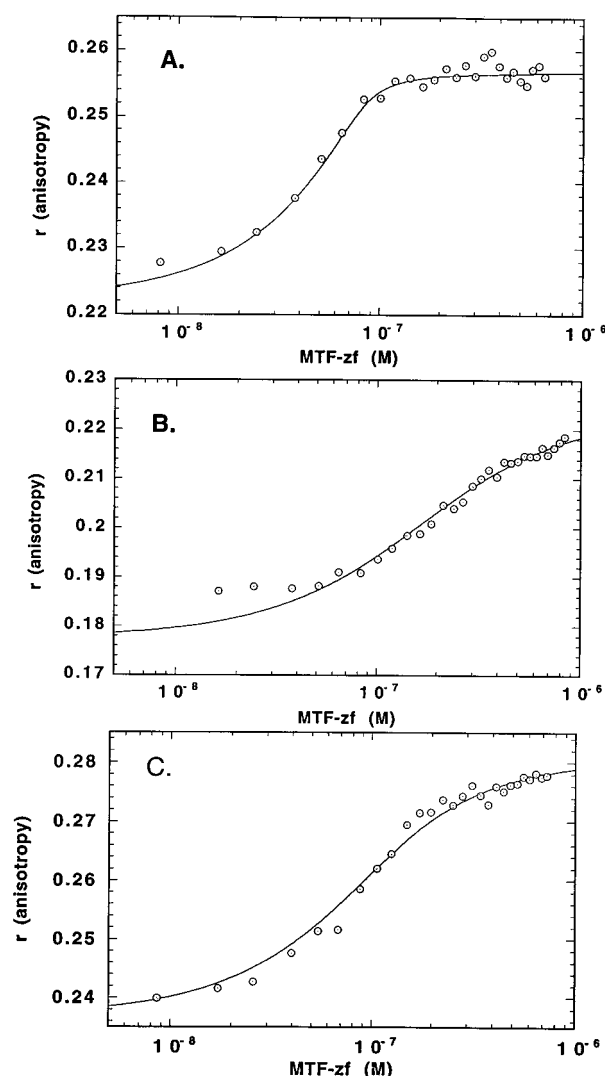 A.
r (anisotropy)
0.26
0.25
0.24
0.23
0.22
10⁻⁸
10⁻⁷
10⁻⁶
MTF-zf (M)
B.
r (anisotropy)
0.23
0.22
0.21
0.2
0.19
0.18
0.17
10⁻⁸
10⁻⁷
10⁻⁶
MTF-zf (M)
C.
r (anisotropy)
0.28
0.27
0.26
0.25
0.24
10⁻⁸
10⁻⁷
10⁻⁶
MTF-zf (M)